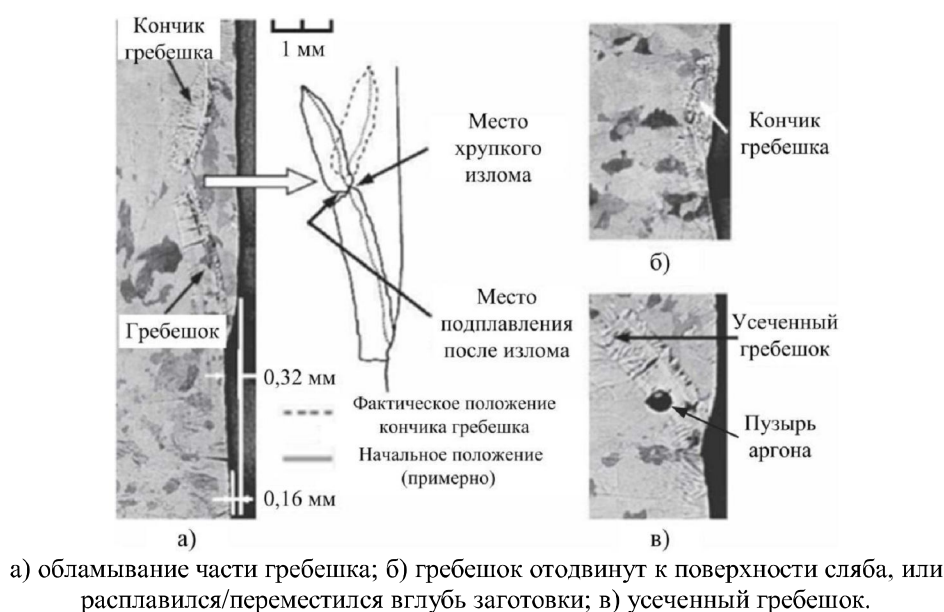 Кончик
гребешка
1 мм
Место
хрупкого
излома
Кончик
гребешка
б)
Место
подплавления
после излома
Гребешок
Усеченный
гребешок
0,32 мм
Фактическое положение
кончика гребешка
Пузырь
аргона
Начальное положение
(примерно)
0,16 мм
а)
в)
а) обламывание части гребешка; б) гребешок отодвинут к поверхности сляба, или
расплавился/переместился вглубь заготовки; в) усеченный гребешок.